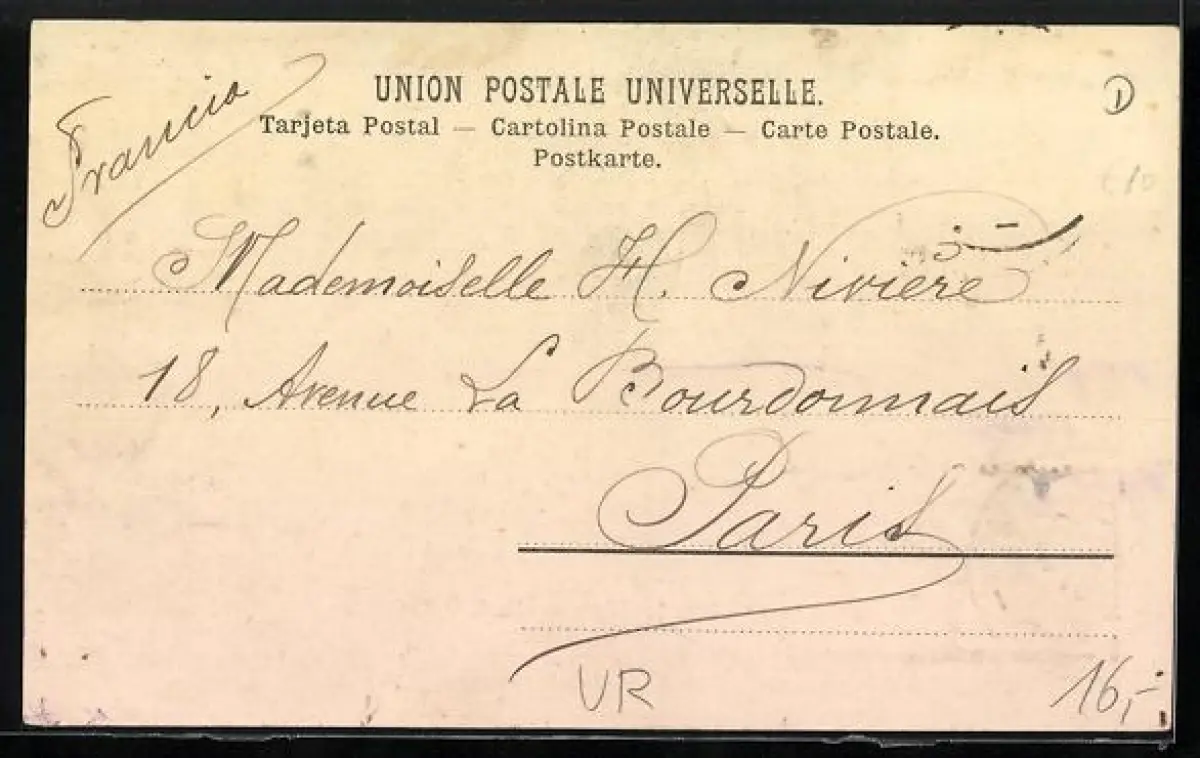 Francia
UNION POSTALE UNIVERSELLE.
Tarjeta Postal — Cartolina Postale — Carte Postale.
Postkarte.
D
Mademoiselle H. Nivière
18, Avenue La Bourdonnais
Paris
UR
16,-